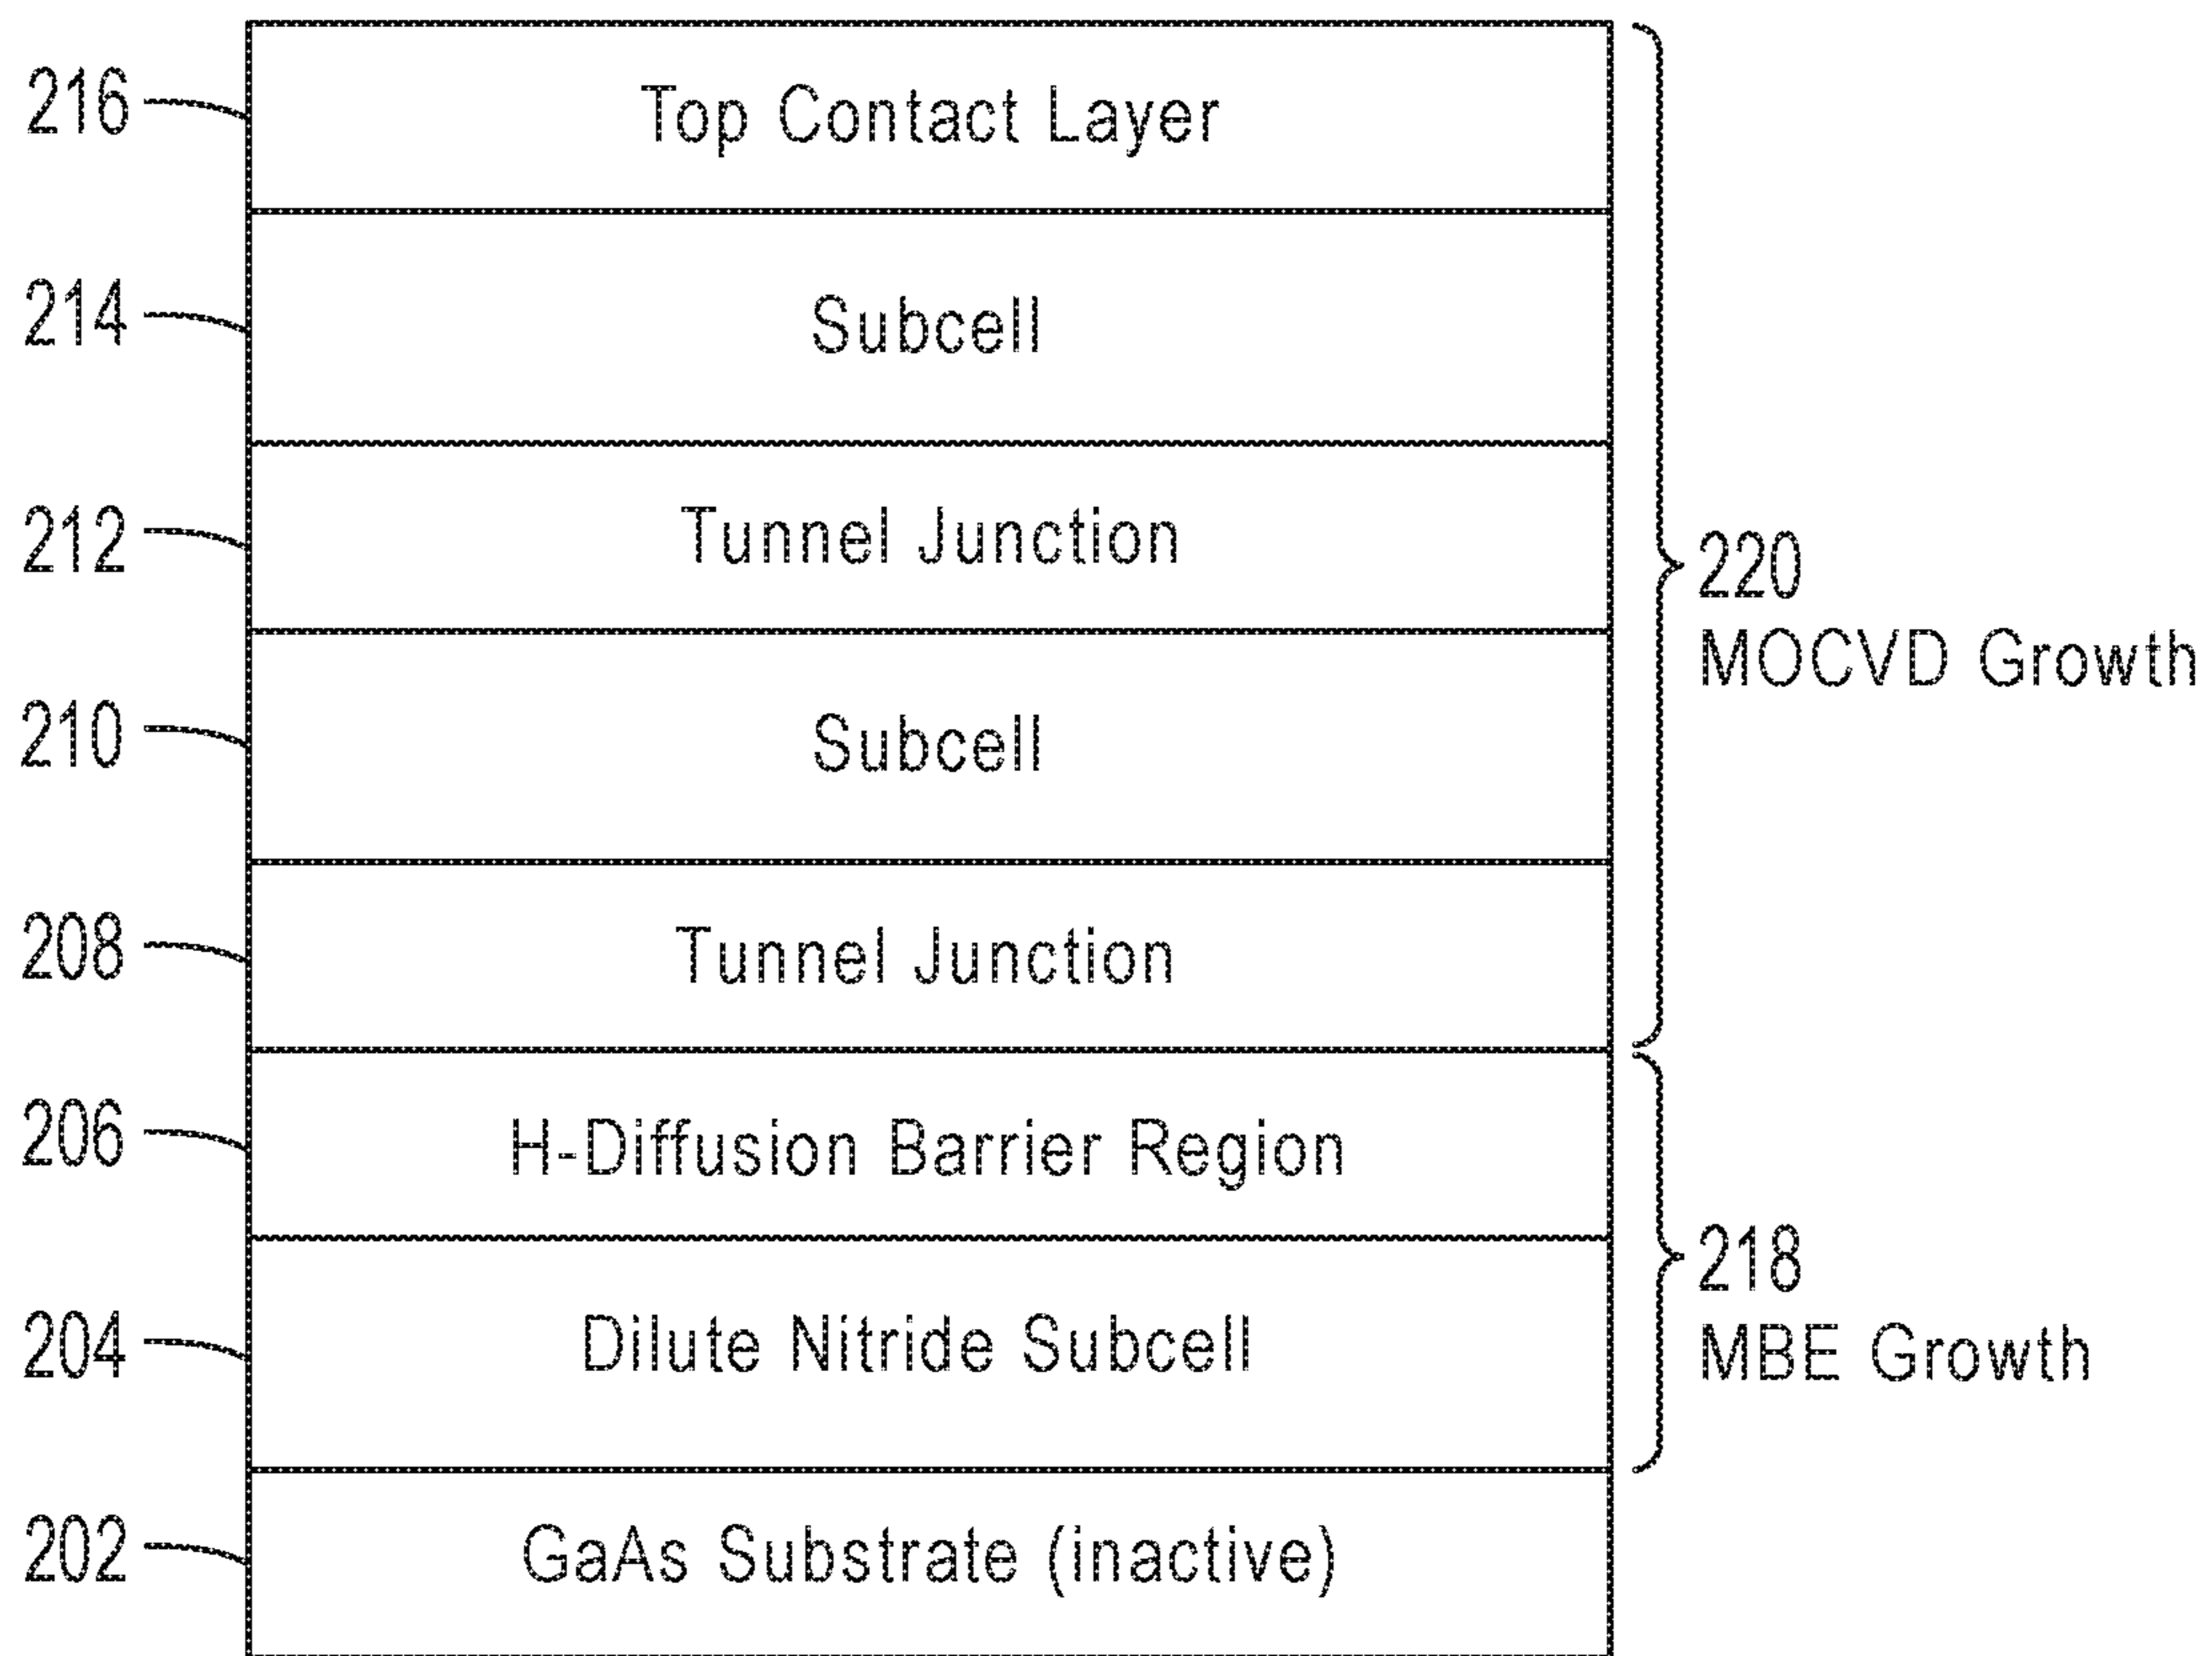 216
Top Contact Layer
214
Subcell
212
Tunnel Junction
220
MOCVD Growth
210
Subcell
208
Tunnel Junction
206
H-Diffusion Barrier Region
218
MBE Growth
204
Dilute Nitride Subcell
202
GaAs Substrate (inactive)